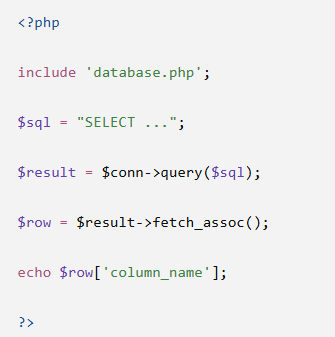 <?php
include 'database.php';
$sql = "SELECT ...";
$result = $conn->query($sql);
$row = $result->fetch_assoc();
echo $row['column_name'];
?>